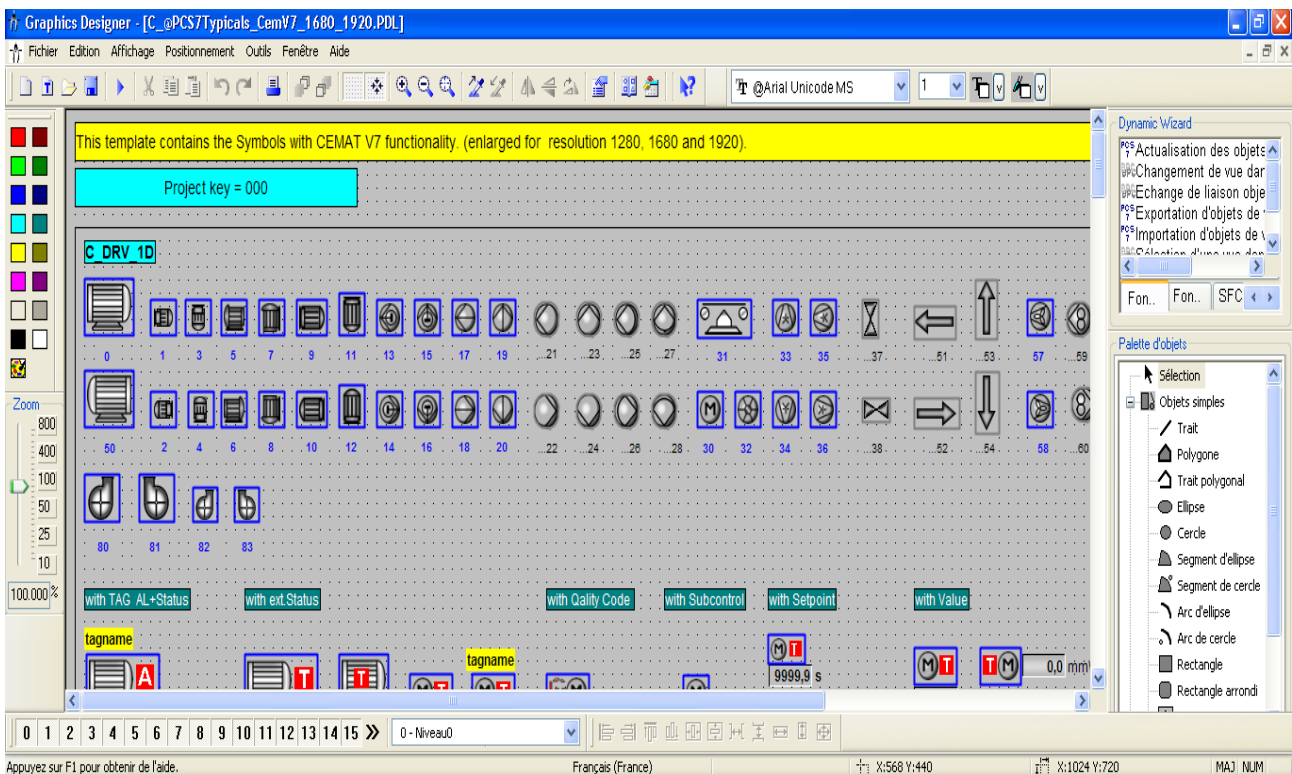 Graphics Designer - [C_@PCS7Typicals_CemV7_1680_1920.PDL]
Fichier Edition Affichage Positionnement Outils Fenêtre Aide
@Arial Unicode MS 1
This template contains the Symbols with CEMAT V7 functionality. (enlarged for resolution 1280, 1680 and 1920).
Project key = 000
C_DRV_1D
0 1 3 5 7 9 11 13 15 17 19 ...21 ...23 ...25 ...27 31 33 35 ...37 ...51 ...53 57 ...59
M
50 2 4 6 8 10 12 14 16 18 20 ...22 ...24 ...26 ...28 30 32 34 36 ...38 ...52 ...54 58 ...60
80 81 82 83
with TAG AL+Status with ext.Status with Qality Code with Subcontrol with Setpoint with Value
tagname
tagname
A T T M T
9999,9 s
M T T M 0,0 mm
Zoom
800
400
100
50
25
10
100.000 %
Dynamic Wizard
Actualisation des objets
Changement de vue dar
Echange de liaison obje
Exportation d'objets de
Importation d'objets de v
Sélection d'une vue dan
Fon.. Fon.. SFC
Palette d'objets
Sélection
Objets simples
Trait
Polygone
Trait polygonal
Ellipse
Cercle
Segment d'ellipse
Segment de cercle
Arc d'ellipse
Arc de cercle
Rectangle
Rectangle arrondi
0 1 2 3 4 5 6 7 8 9 10 11 12 13 14 15 0 - Niveau0
Appuyez sur F1 pour obtenir de l'aide. Français (France) X:568 Y:440 X:1024 Y:720 MAJ NUM